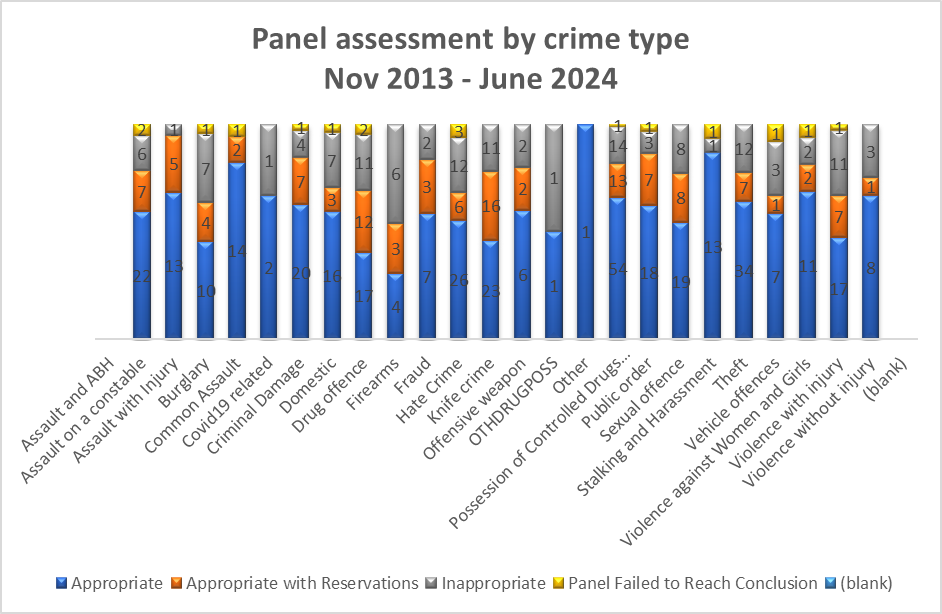 Panel assessment by crime type
Nov 2013 - June 2024
2 1 1 1 1 1 2 3 1 1 1 1 1 1
6 7 1 4 7 11 6 2 12 11 2 1 14 3 8 1 12 3 2 11 3
7 5 4 2 7 3 12 3 3 6 16 2 13 7 8 7 1 2 7 1
22 13 10 14 2 20 16 17 4 7 26 23 6 1 1 54 18 19 13 34 7 11 17 8
Assault and ABH
Assault on a constable
Assault with Injury
Burglary
Common Assault
Covid19 related
Criminal Damage
Domestic
Drug offence
Firearms
Fraud
Hate Crime
Knife crime
Offensive weapon
OTHDRUGPOSS
Other
Possession of Controlled Drugs…
Public order
Sexual offence
Stalking and Harassment
Theft
Vehicle offences
Violence against Women and Girls
Violence with injury
Violence without injury
(blank)
Appropriate Appropriate with Reservations Inappropriate Panel Failed to Reach Conclusion (blank)